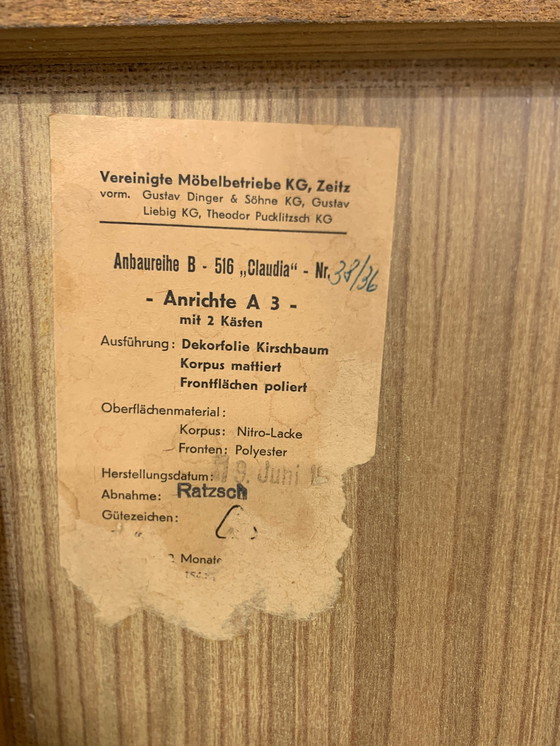 Vereinigte Möbelbetriebe KG, Zeitz
vorm. Gustav Dinger & Söhne KG, Gustav
Liebig KG, Theodor Pucklitzsch KG
Anbaureihe B - 516 „Claudia“ - Nr. 38/36
- Anrichte A 3 -
mit 2 Kästen
Ausführung: Dekorfolie Kirschbaum
Korpus mattiert
Frontflächen poliert
Oberflächenmaterial:
Korpus: Nitro-Lacke
Fronten: Polyester
Herstellungsdatum: 9. Juni
Abnahme: Ratzsch
Gütezeichen:
Monate